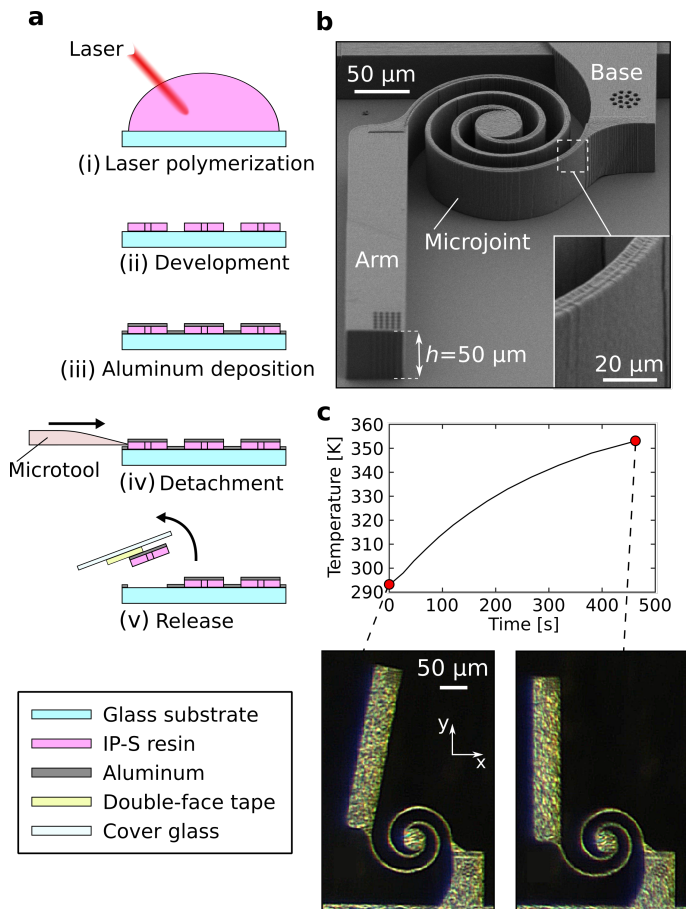 a
Laser
(i) Laser polymerization
(ii) Development
(iii) Aluminum deposition
Microtool
(iv) Detachment
(v) Release
Glass substrate
IP-S resin
Aluminum
Double-face tape
Cover glass
b
50 μm
Base
Microjoint
Arm
h=50 μm
20 μm
c
Temperature [K]
360
350
340
330
320
310
300
290
0 100 200 300 400 500
Time [s]
50 μm
y
x